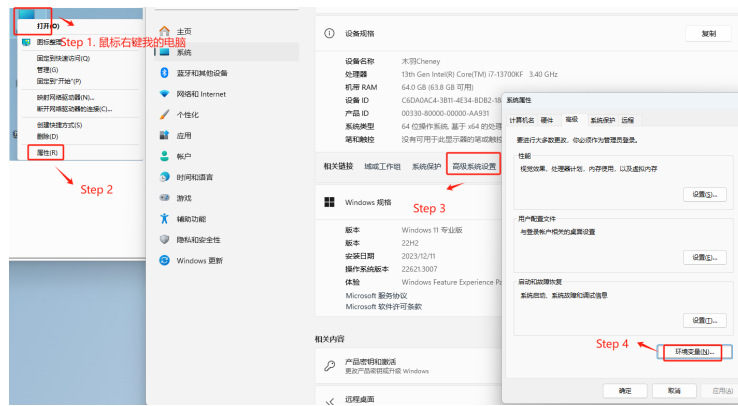 打开(O)
图标整理
Step 1. 鼠标右键我的电脑
固定到快速访问(Q)
管理(G)
固定到"开始"(P)
映射网络驱动器(N)...
断开网络驱动器的连接(C)...
创建快捷方式(S)
删除(D)
属性(R)
Step 2
主页
系统
蓝牙和其他设备
网络和 Internet
个性化
应用
帐户
时间和语言
游戏
辅助功能
隐私和安全性
Windows 更新
设备规格
复制
设备名称 木羽Cheney
处理器 13th Gen Intel(R) Core(TM) i7-13700KF 3.40 GHz
机带 RAM 64.0 GB (63.8 GB 可用)
设备 ID C6DA0AC4-3B11-4E34-BDB2-18
产品 ID 00330-80000-00000-AA931
系统类型 64 位操作系统, 基于 x64 的处理
笔和触控 没有可用于此显示器的笔或触控
相关链接 域或工作组 系统保护 高级系统设置
Step 3
Windows 规格
版本 Windows 11 专业版
版本 22H2
安装日期 2023/12/11
操作系统版本 22621.3007
体验 Windows Feature Experience Pa
Microsoft 服务协议
Microsoft 软件许可条款
相关内容
产品密钥和激活
更改产品密钥或升级 Windows
远程桌面
系统属性
计算机名 硬件 高级 系统保护 远程
要进行大多数更改，你必须作为管理员登录。
性能
视觉效果，处理器计划，内存使用，以及虚拟内存
设置(S)...
用户配置文件
与登录帐户相关的桌面设置
设置(E)...
启动和故障恢复
系统启动、系统故障和调试信息
设置(T)...
Step 4
环境变量(N)...
确定 取消 应用(A)